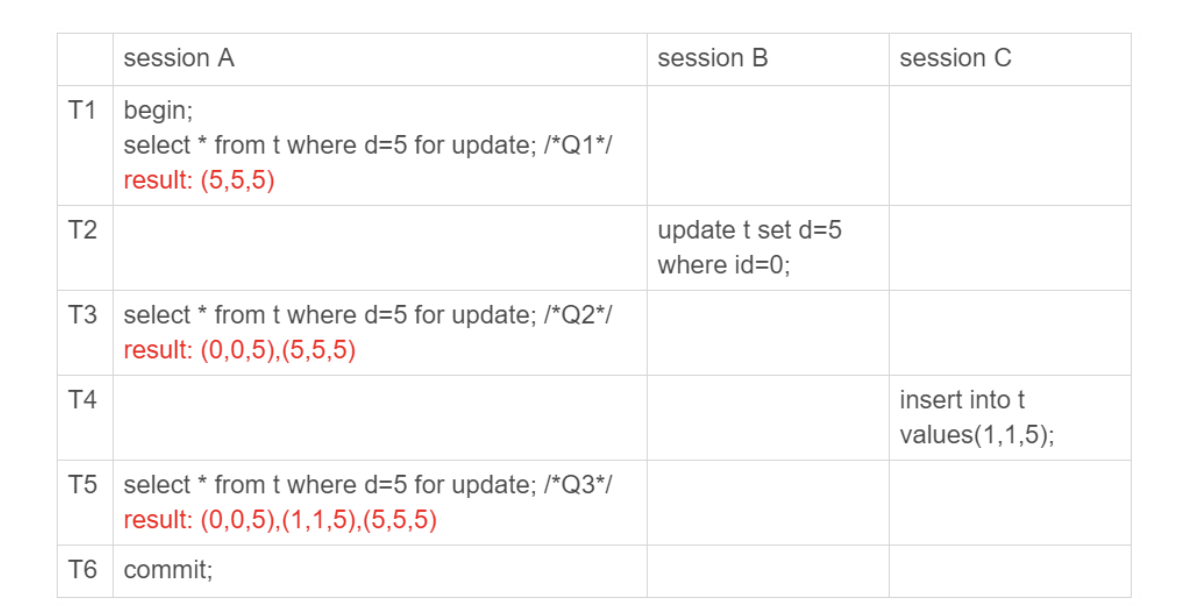 session A session B session C
T1 begin;
select * from t where d=5 for update; /*Q1*/
result: (5,5,5)
T2 update t set d=5
where id=0;
T3 select * from t where d=5 for update; /*Q2*/
result: (0,0,5),(5,5,5)
T4 insert into t
values(1,1,5);
T5 select * from t where d=5 for update; /*Q3*/
result: (0,0,5),(1,1,5),(5,5,5)
T6 commit;